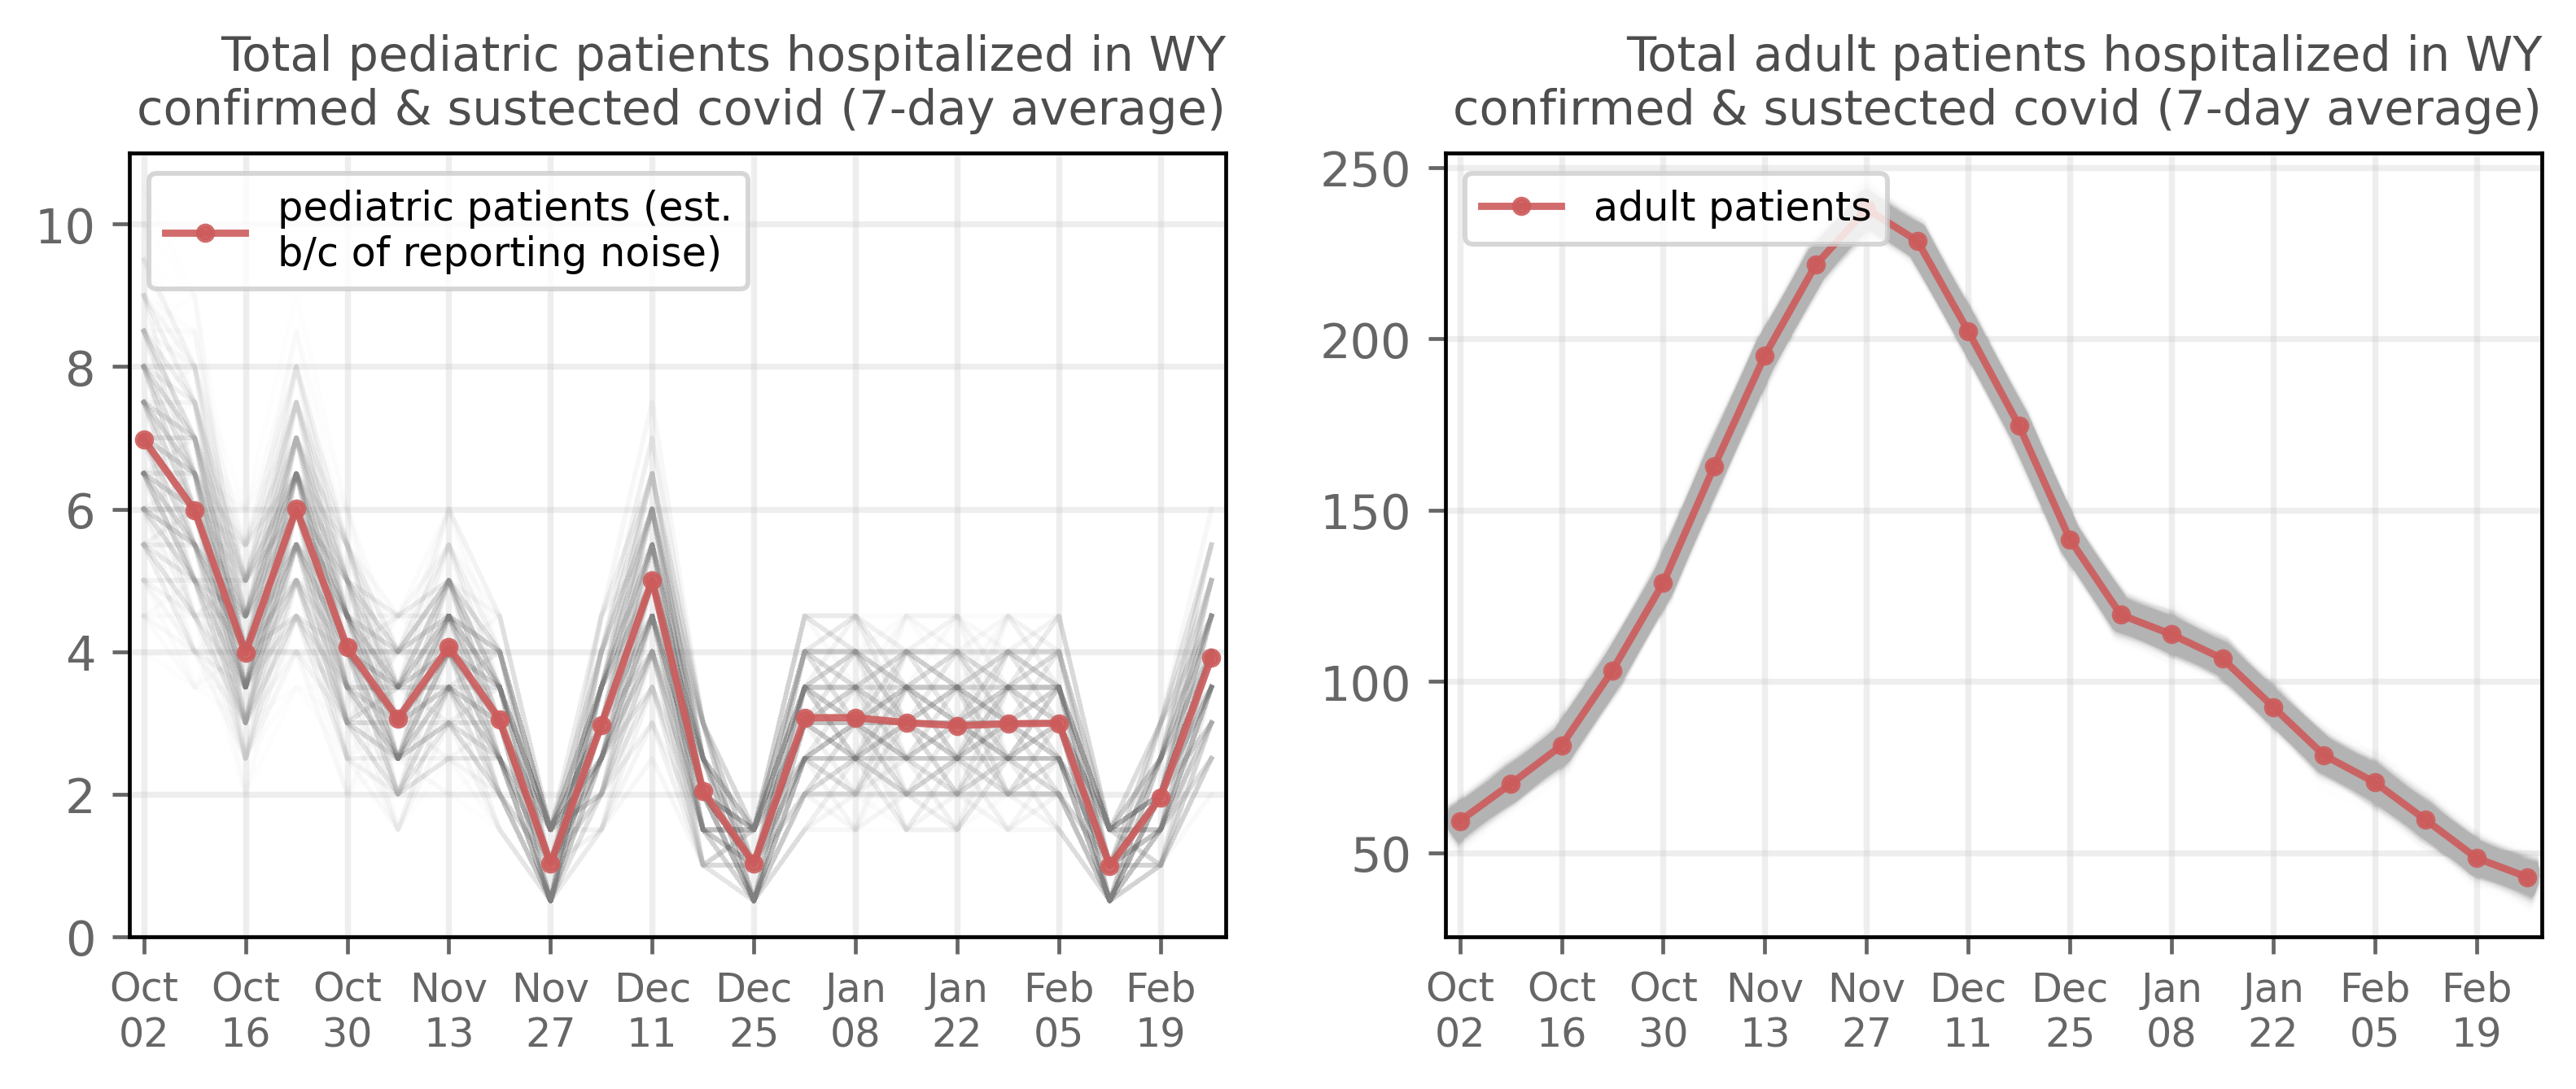 Total pediatric patients hospitalized in WY
confirmed & sustected covid (7-day average)
pediatric patients (est.
b/c of reporting noise)
10
8
6
4
2
0
Oct 02
Oct 16
Oct 30
Nov 13
Nov 27
Dec 11
Dec 25
Jan 08
Jan 22
Feb 05
Feb 19
Total adult patients hospitalized in WY
confirmed & sustected covid (7-day average)
adult patients
250
200
150
100
50
Oct 02
Oct 16
Oct 30
Nov 13
Nov 27
Dec 11
Dec 25
Jan 08
Jan 22
Feb 05
Feb 19